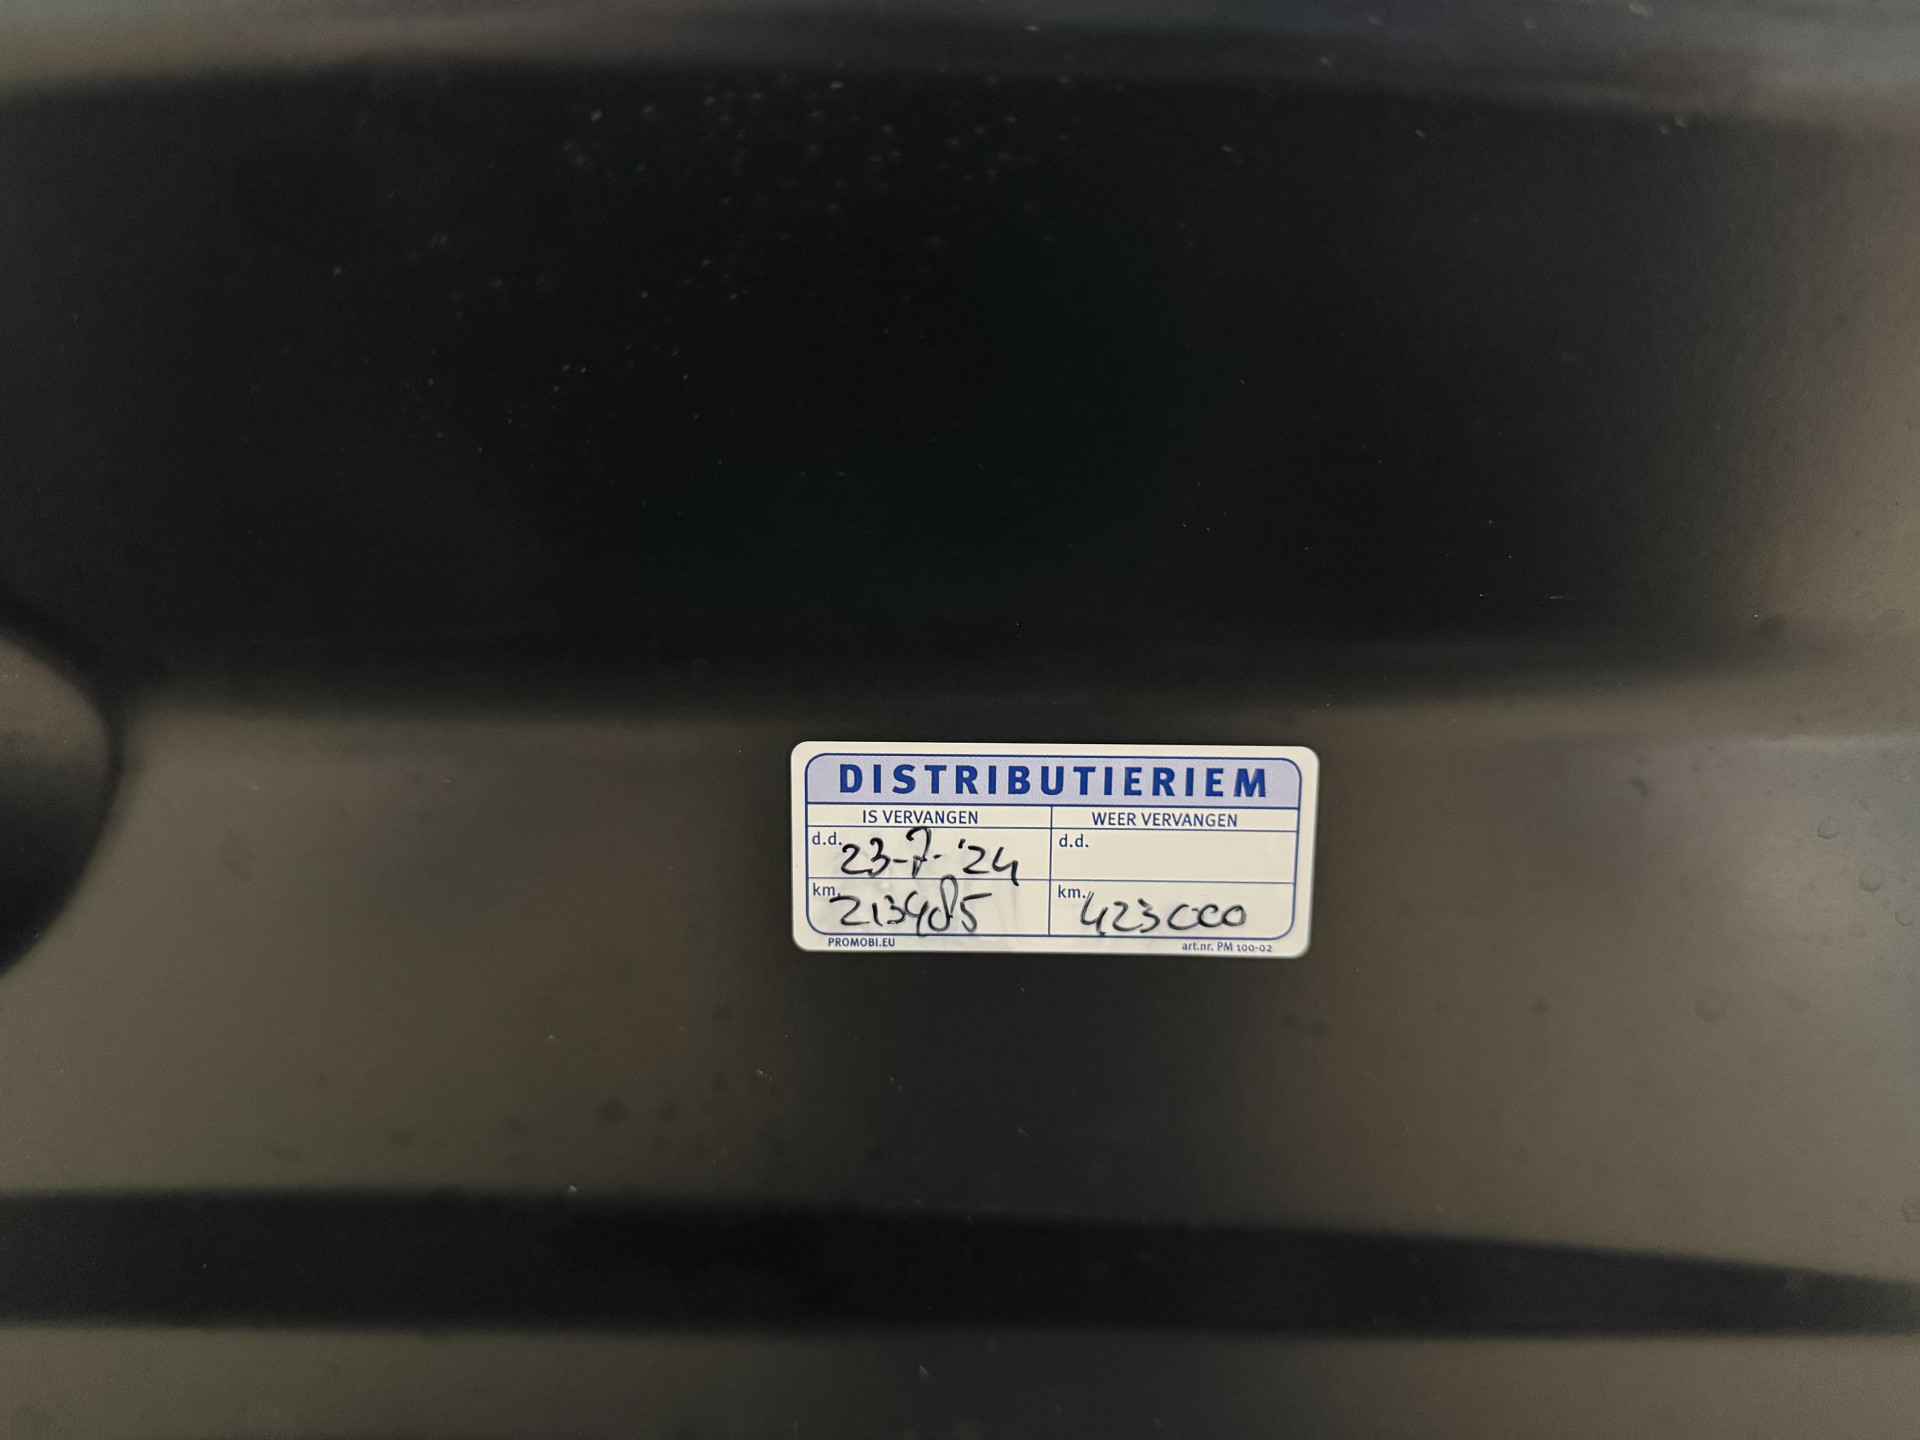 DISTRIBUTIERIEM
IS VERVANGEN WEER VERVANGEN
d.d. 23-7-'24 d.d.
km. 213485 km. 423000
PROMOBI.EU art.nr. PM 100-02